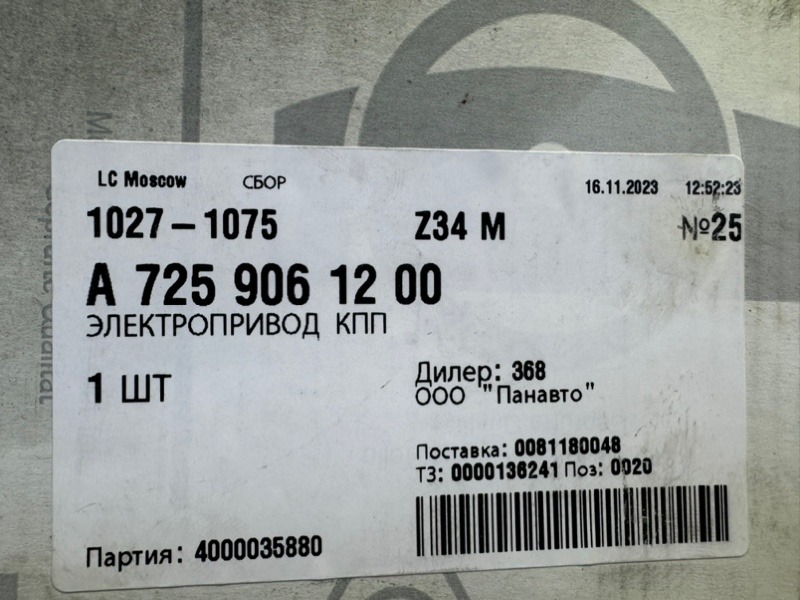 LC Moscow СБОР 16.11.2023 12:52:23
1027 – 1075 Z34 M №25
A 725 906 12 00
ЭЛЕКТРОПРИВОД КПП
1 ШТ
Дилер: 368
ООО "Панавто"
Поставка: 0081180048
ТЗ: 0000136241 Поз: 0020
Партия: 4000035880